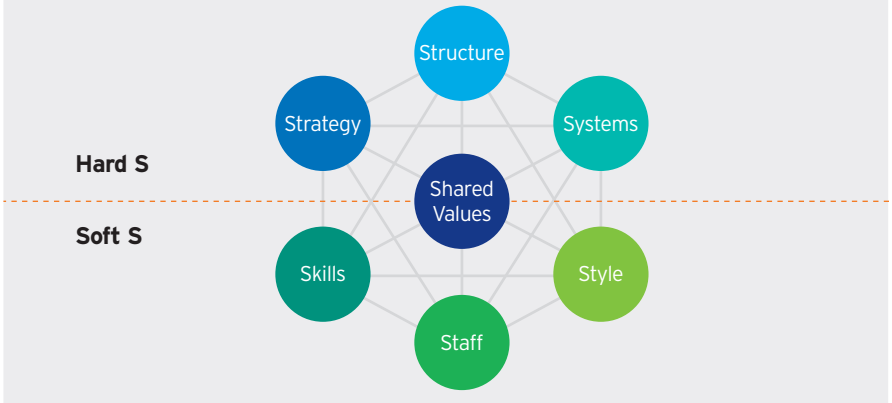 Structure
Strategy
Systems
Hard S
Shared
Values
Soft S
Skills
Style
Staff